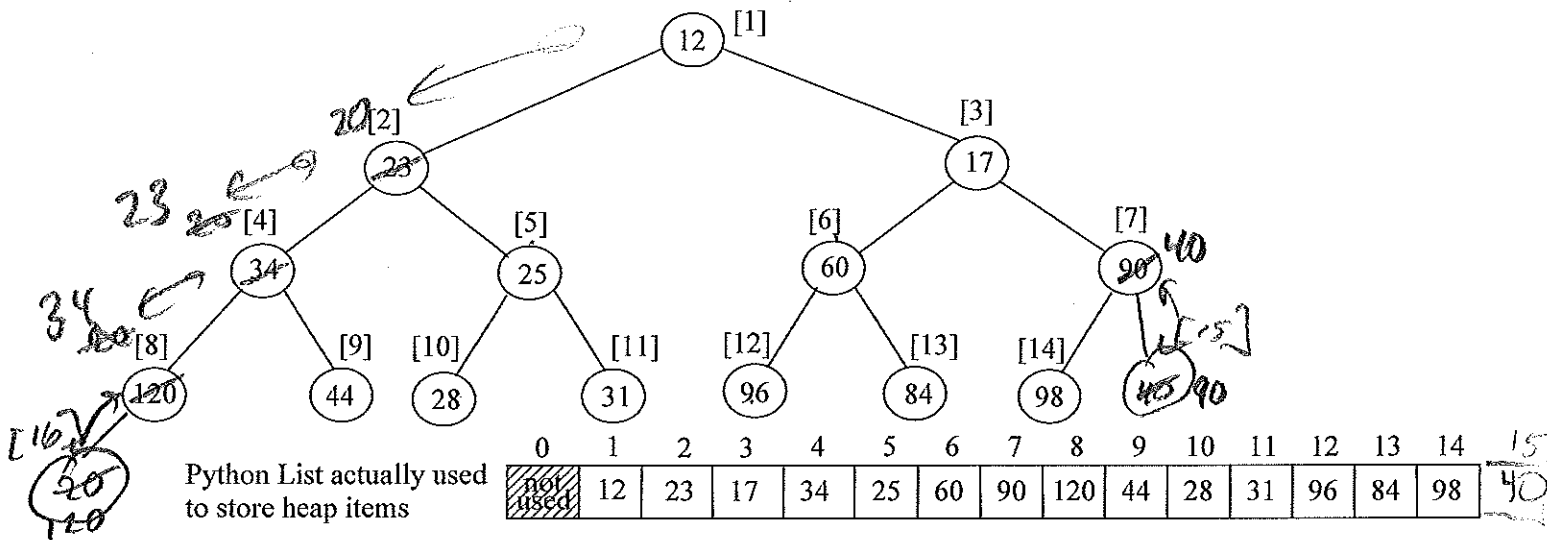 [1]
12
20 [2] [3]
23 17
23 20 [4] [5] [6] [7]
34 25 60 90 40
34 20
[8] [9] [10] [11] [12] [13] [14] [15]
120 44 28 31 96 84 98 40 90
[16]
20
120
0 1 2 3 4 5 6 7 8 9 10 11 12 13 14 15
Python List actually used
to store heap items
not used 12 23 17 34 25 60 90 120 44 28 31 96 84 98 40